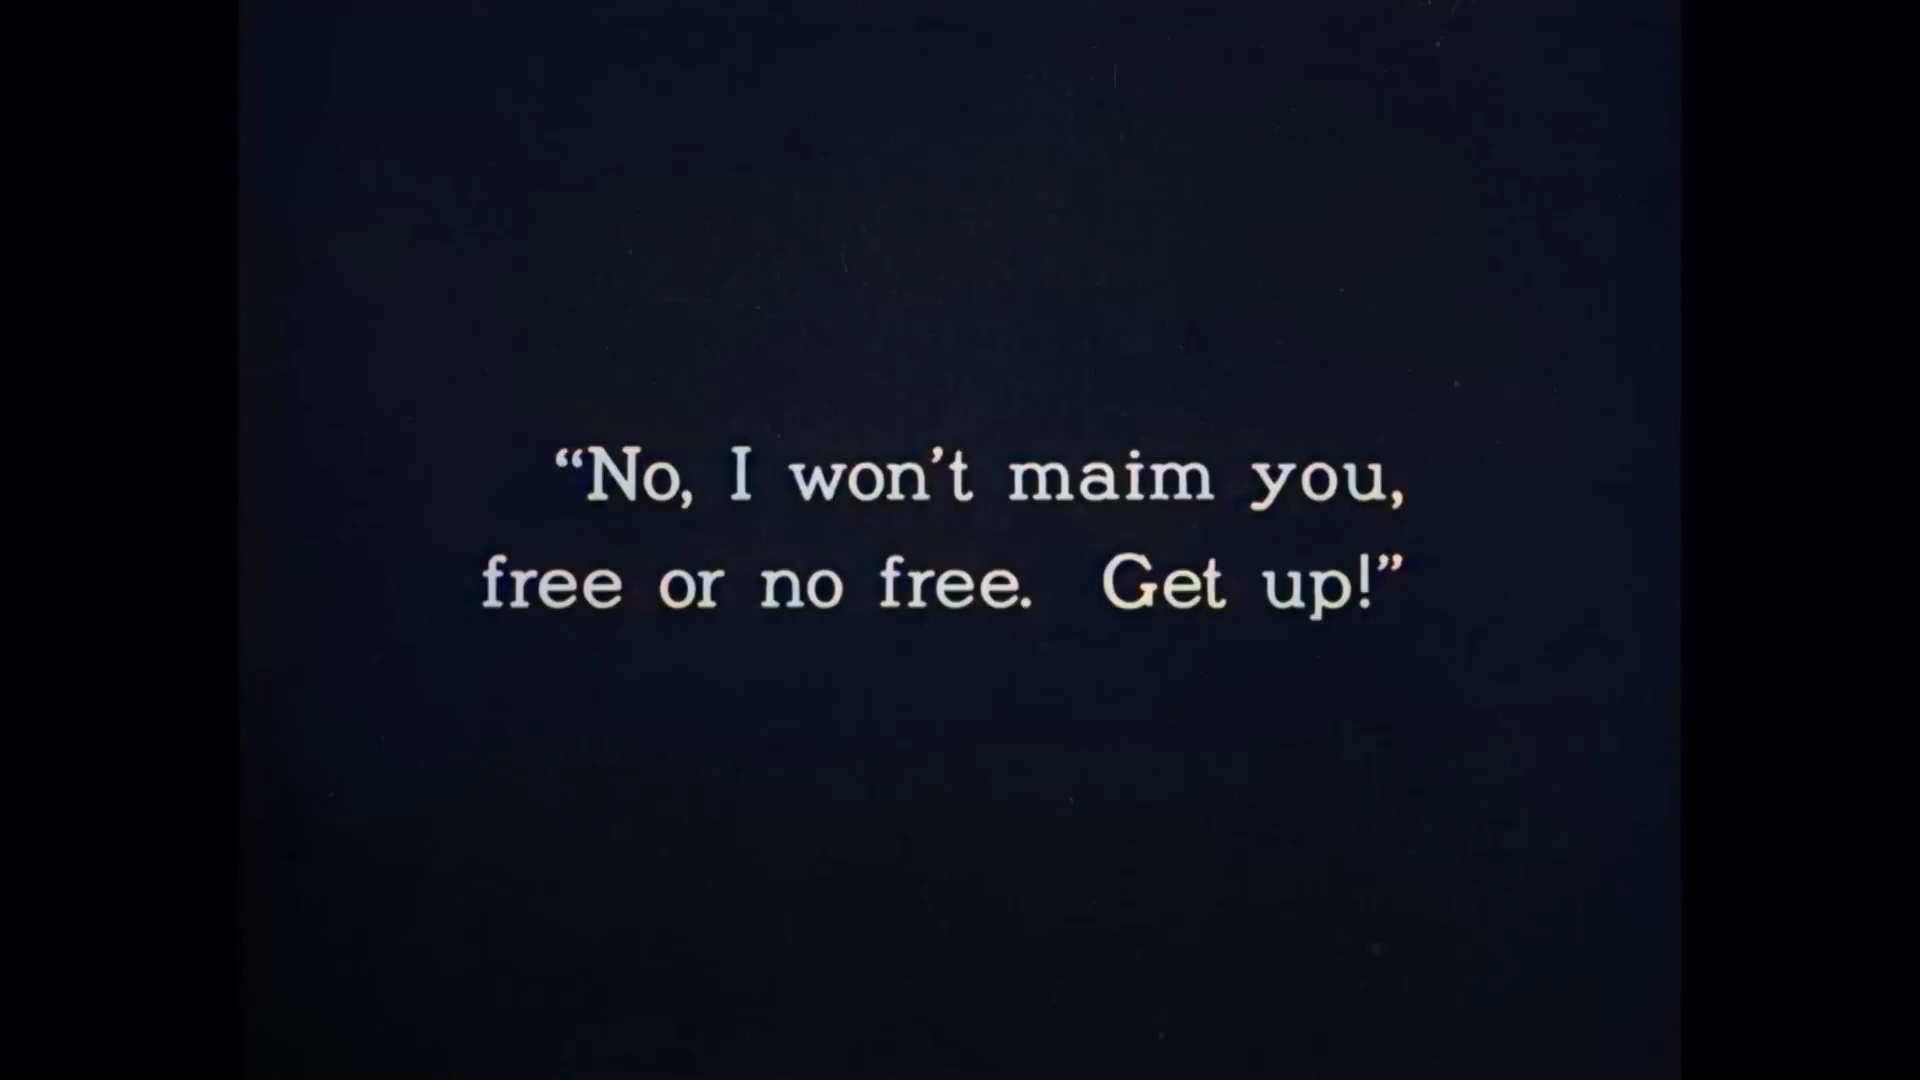 “No, I won’t maim you,
free or no free.  Get up!”